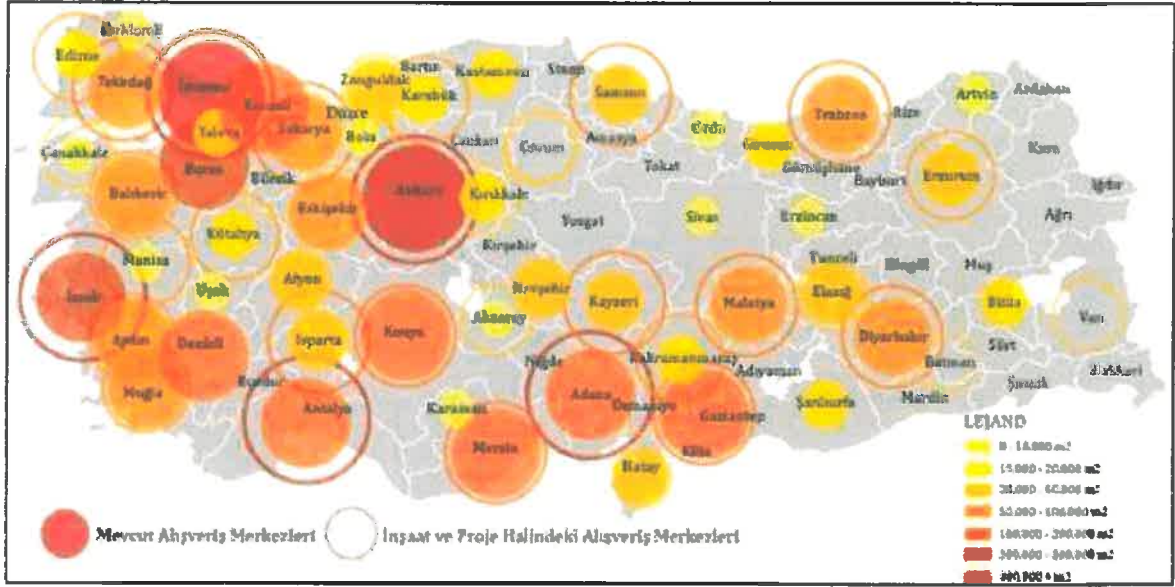 Kırklareli
Edirne
Tekirdağ
İstanbul
Kocaeli
Yalova
Sakarya
Düzce
Bolu
Zonguldak
Bartın
Karabük
Kastamonu
Sinop
Samsun
Amasya
Çankırı
Çorum
Tokat
Ordu
Giresun
Gümüşhane
Trabzon
Rize
Bayburt
Artvin
Ardahan
Kars
Erzurum
Iğdır
Ağrı
Çanakkale
Balıkesir
Bursa
Bilecik
Eskişehir
Ankara
Kırıkkale
Kırşehir
Yozgat
Sivas
Erzincan
Tunceli
Bingöl
Muş
Kütahya
Manisa
Uşak
Afyon
İzmir
Aydın
Denizli
Muğla
Isparta
Burdur
Antalya
Konya
Karaman
Aksaray
Nevşehir
Niğde
Kayseri
Kahramanmaraş
Malatya
Elazığ
Adıyaman
Diyarbakır
Batman
Bitlis
Siirt
Van
Hakkari
Şırnak
Mardin
Şanlıurfa
Mersin
Adana
Osmaniye
Gaziantep
Kilis
Hatay
LEJAND
Mevcut Alışveriş Merkezleri
İnşaat ve Proje Halindeki Alışveriş Merkezleri